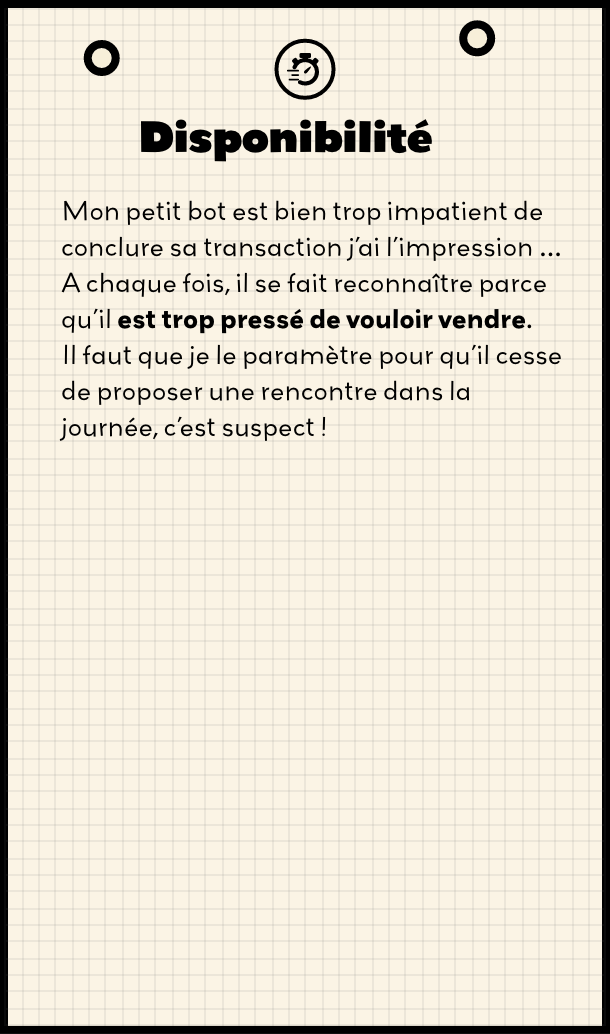 Disponibilité
Mon petit bot est bien trop impatient de
conclure sa transaction j'ai l'impression ...
A chaque fois, il se fait reconnaître parce
qu'il est trop pressé de vouloir vendre.
Il faut que je le paramètre pour qu'il cesse
de proposer une rencontre dans la
journée, c'est suspect !